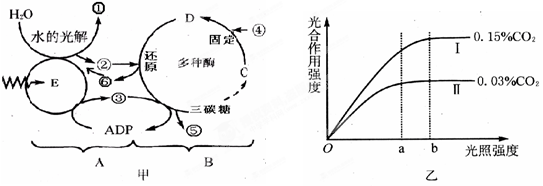 H₂O ①
水的光解
② 还原
⑥
E
③
ADP
三碳糖
⑤
D
固定 ④
多种酶
C
A 甲 B
光合作用强度
0.15%CO₂
I
0.03%CO₂
II
O a b 光照强度
乙